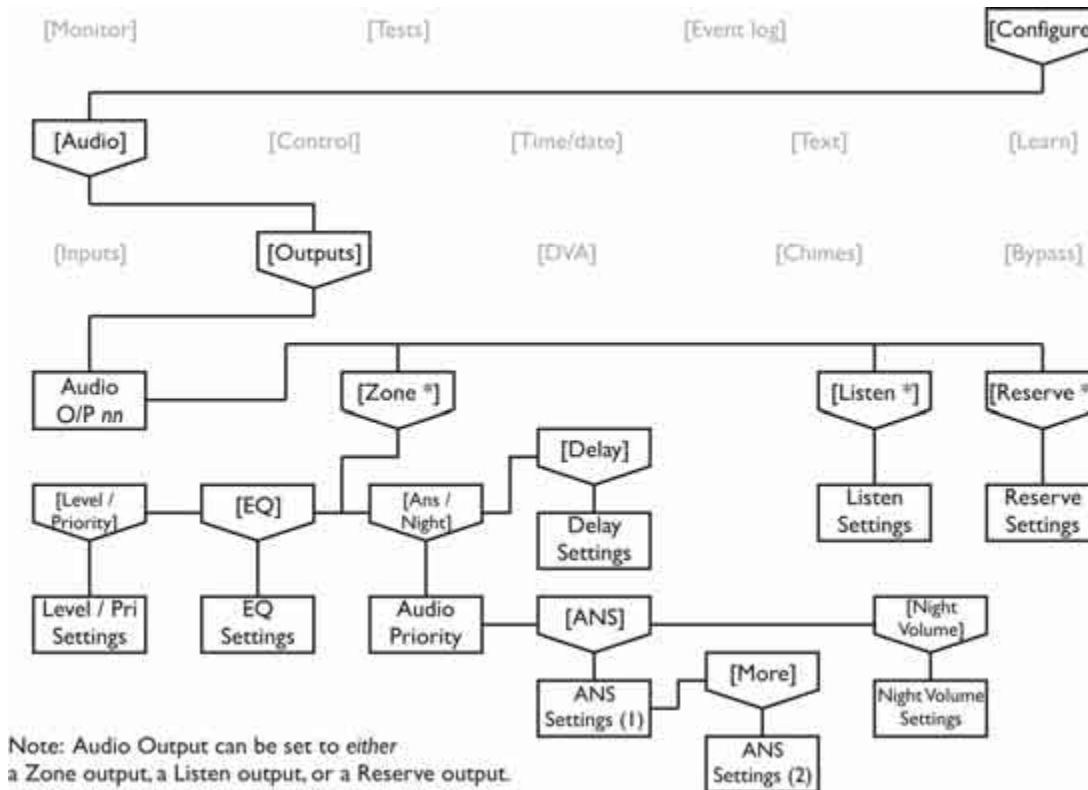 [Monitor] [Tests] [Event log] [Configure
[Audio] [Control] [Time/date] [Text] [Learn]
[Inputs] [Outputs] [DVA] [Chimes] [Bypass]
Audio
O/P nn
[Zone *] [Listen *] [Reserve *
[Level /
Priority]
[EQ]
[Ans /
Night]
[Delay]
Delay
Settings
Listen
Settings
Reserve
Settings
Level / Pri
Settings
EQ
Settings
Audio
Priority
[ANS]
[Night
Volume]
ANS
Settings (1)
[More]
Night Volume
Settings
ANS
Settings (2)
Note: Audio Output can be set to either
a Zone output, a Listen output, or a Reserve output.